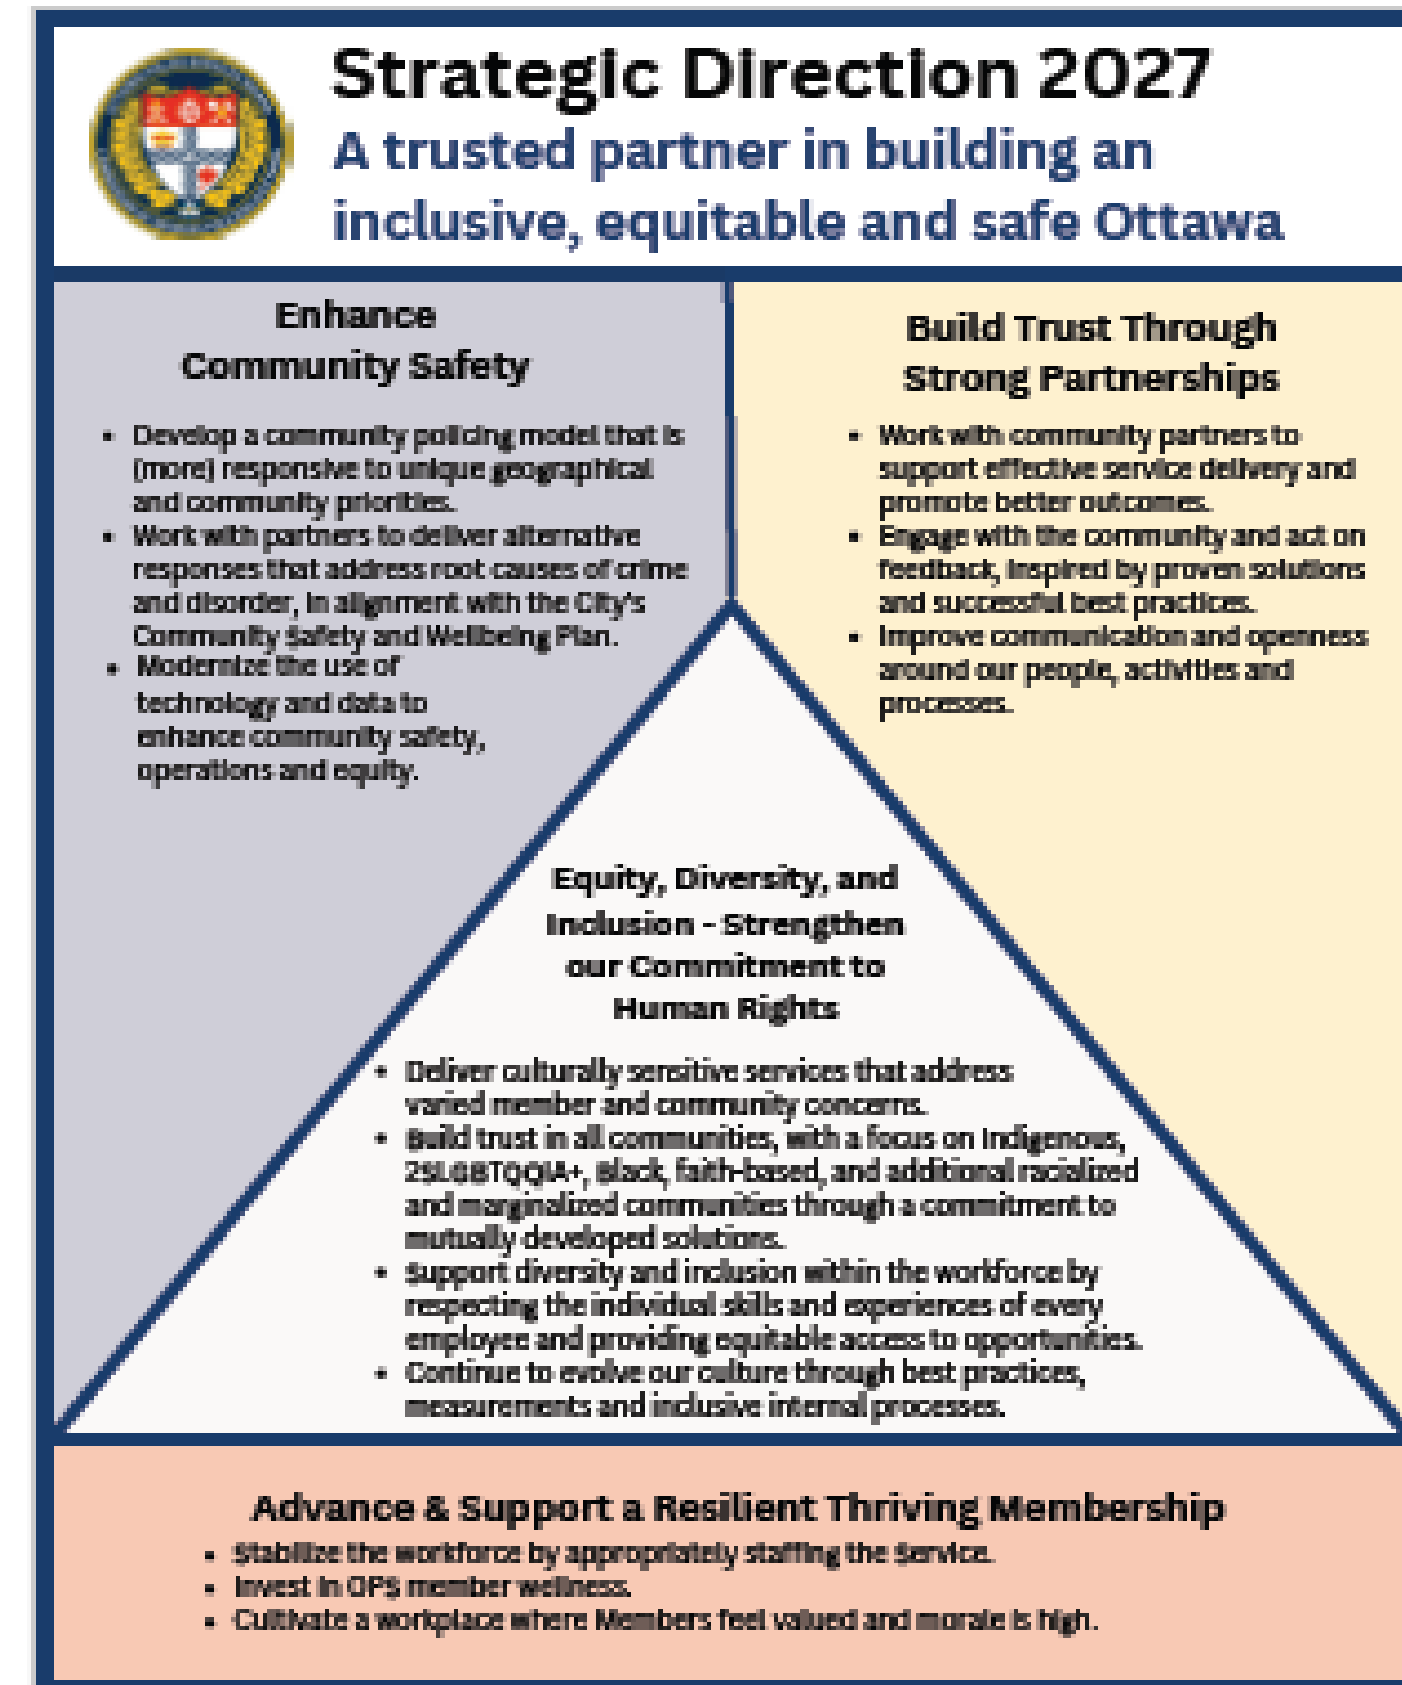 Strategic Direction 2027
A trusted partner in building an
inclusive, equitable and safe Ottawa
Enhance
Community Safety
• Develop a community policing model that is
(more) responsive to unique geographical
and community priorities.
• Work with partners to deliver alternative
responses that address root causes of crime
and disorder, in alignment with the City's
Community Safety and Wellbeing Plan.
• Modernize the use of
technology and data to
enhance community safety,
operations and equity.
Build Trust Through
Strong Partnerships
• Work with community partners to
support effective service delivery and
promote better outcomes.
• Engage with the community and act on
feedback, inspired by proven solutions
and successful best practices.
• Improve communication and openness
around our people, activities and
processes.
Equity, Diversity, and
Inclusion - Strengthen
our Commitment to
Human Rights
• Deliver culturally sensitive services that address
varied member and community concerns.
• Build trust in all communities, with a focus on Indigenous,
2SLGBTQQIA+, Black, faith-based, and additional racialized
and marginalized communities through a commitment to
mutually developed solutions.
• Support diversity and inclusion within the workforce by
respecting the individual skills and experiences of every
employee and providing equitable access to opportunities.
• Continue to evolve our culture through best practices,
measurements and inclusive internal processes.
Advance & Support a Resilient Thriving Membership
• Stabilize the workforce by appropriately staffing the Service.
• Invest in OPS member wellness.
• Cultivate a workplace where Members feel valued and morale is high.